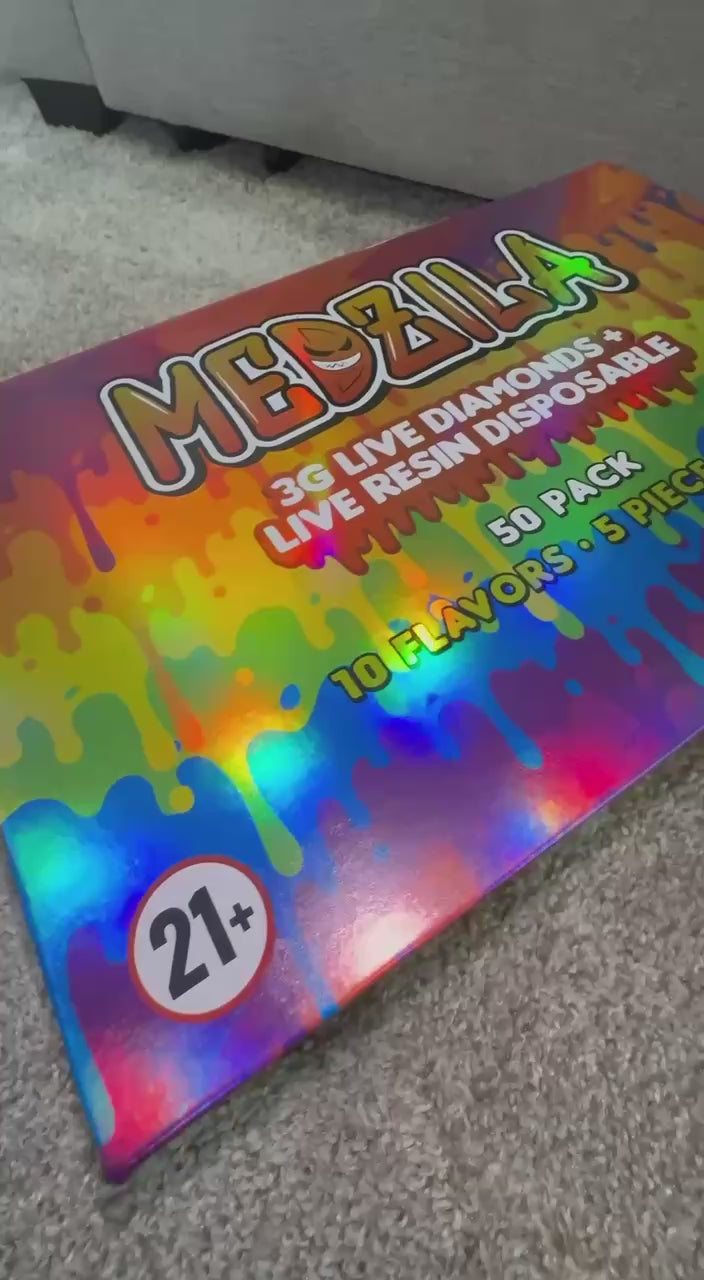 MEDZILA
3G LIVE DIAMONDS +
LIVE RESIN DISPOSABLE
50 PACK
10 FLAVORS • 5
21+